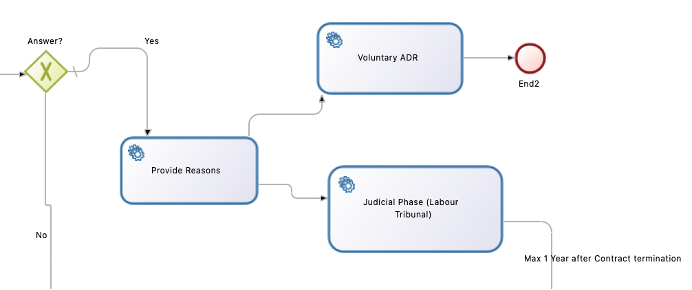 Answer?
Yes
Voluntary ADR
End2
Provide Reasons
Judicial Phase (Labour
Tribunal)
No
Max 1 Year after Contract termination